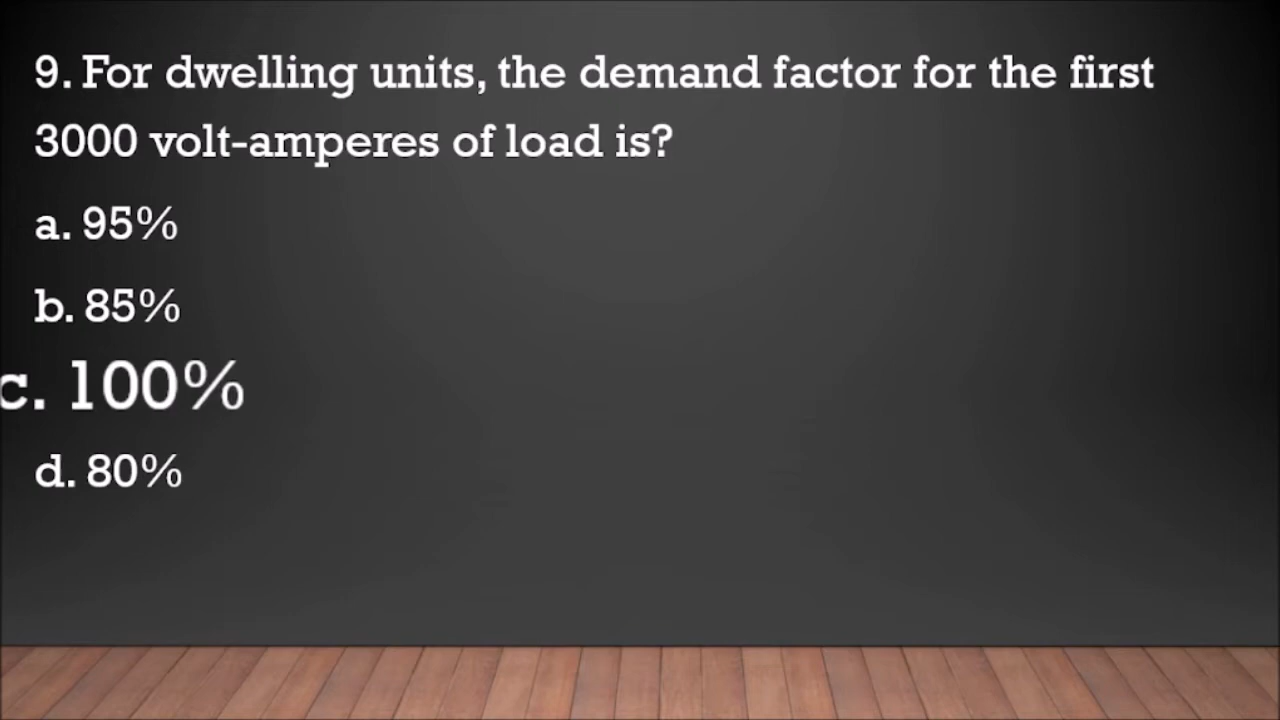 9. For dwelling units, the demand factor for the first
3000 volt-amperes of load is?
a. 95%
b. 85%
c. 100%
d. 80%